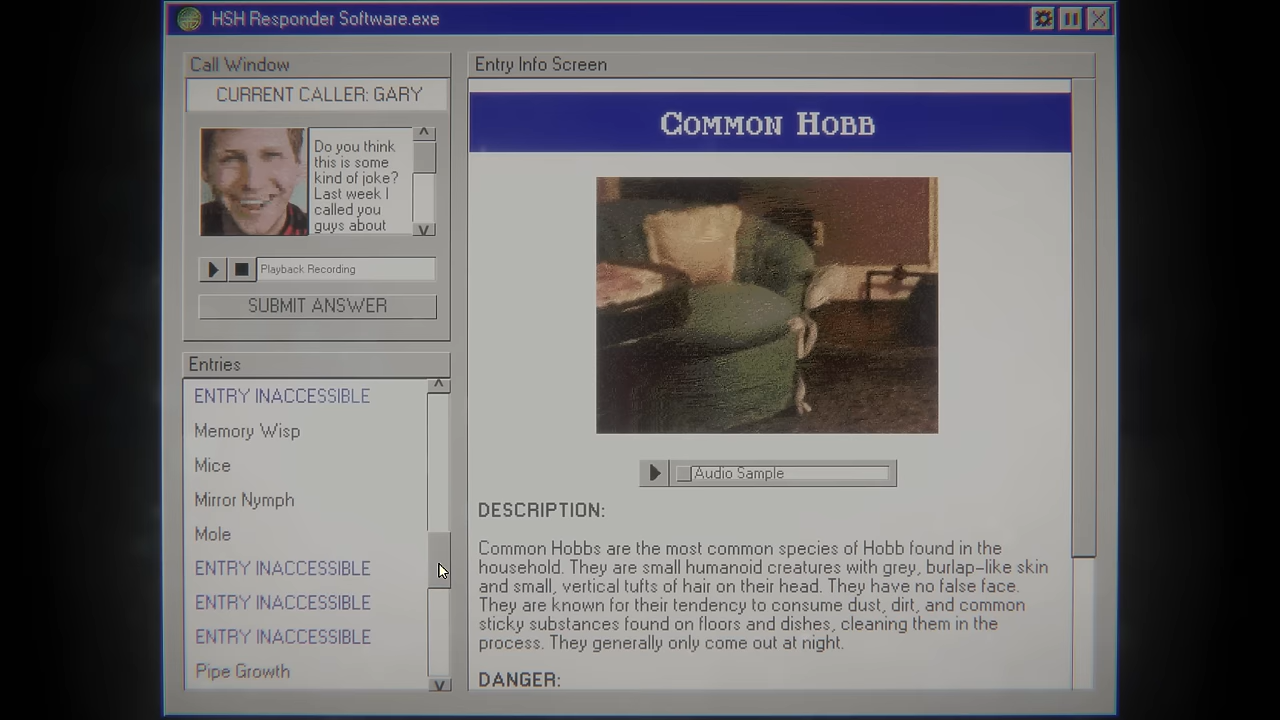 HSH Responder Software.exe
Call Window
CURRENT CALLER: GARY
Do you think
this is some
kind of joke?
Last week I
called you
guys about
Playback Recording
SUBMIT ANSWER
Entries
ENTRY INACCESSIBLE
Memory Wisp
Mice
Mirror Nymph
Mole
ENTRY INACCESSIBLE
ENTRY INACCESSIBLE
ENTRY INACCESSIBLE
Pipe Growth
Entry Info Screen
Common Hobb
Audio Sample
DESCRIPTION:
Common Hobbs are the most common species of Hobb found in the
household. They are small humanoid creatures with grey, burlap-like skin
and small, vertical tufts of hair on their head. They have no false face.
They are known for their tendency to consume dust, dirt, and common
sticky substances found on floors and dishes, cleaning them in the
process. They generally only come out at night.
DANGER: